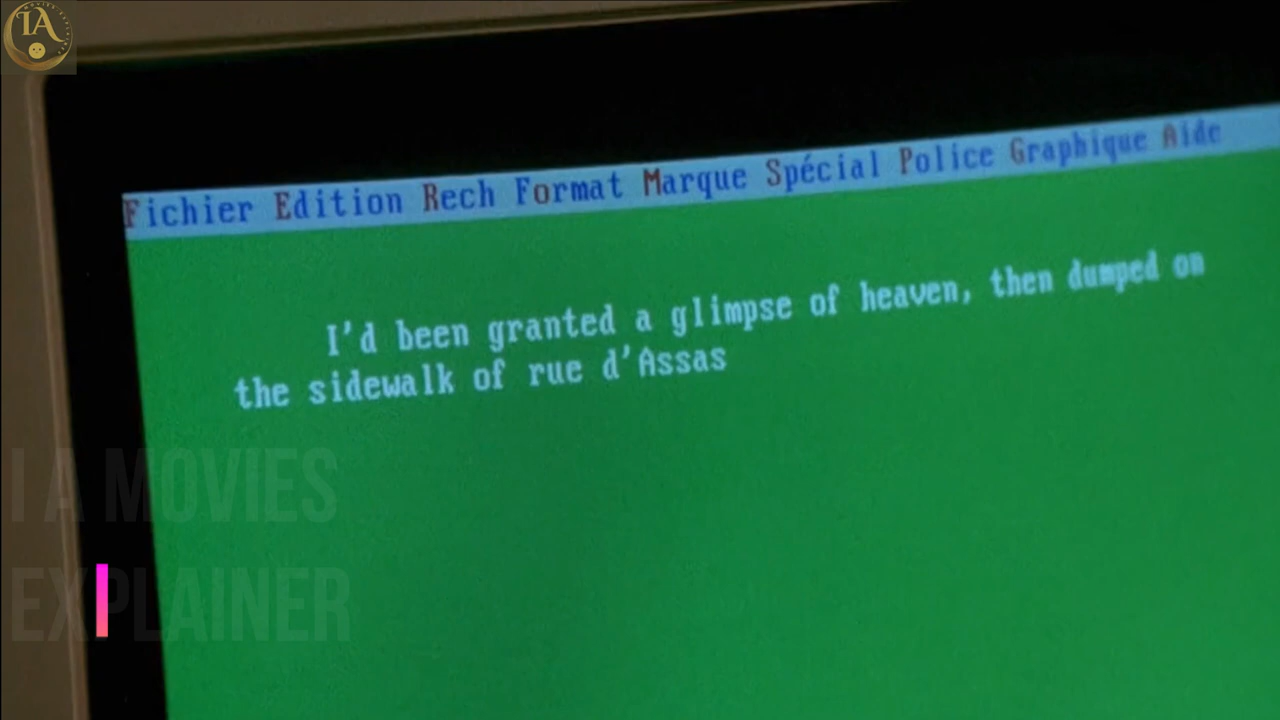 IA
Fichier Edition Rech Format Marque Spécial Police Graphique Aide
I'd been granted a glimpse of heaven, then dumped on
the sidewalk of rue d'Assas
I A MOVIES
EXPLAINER